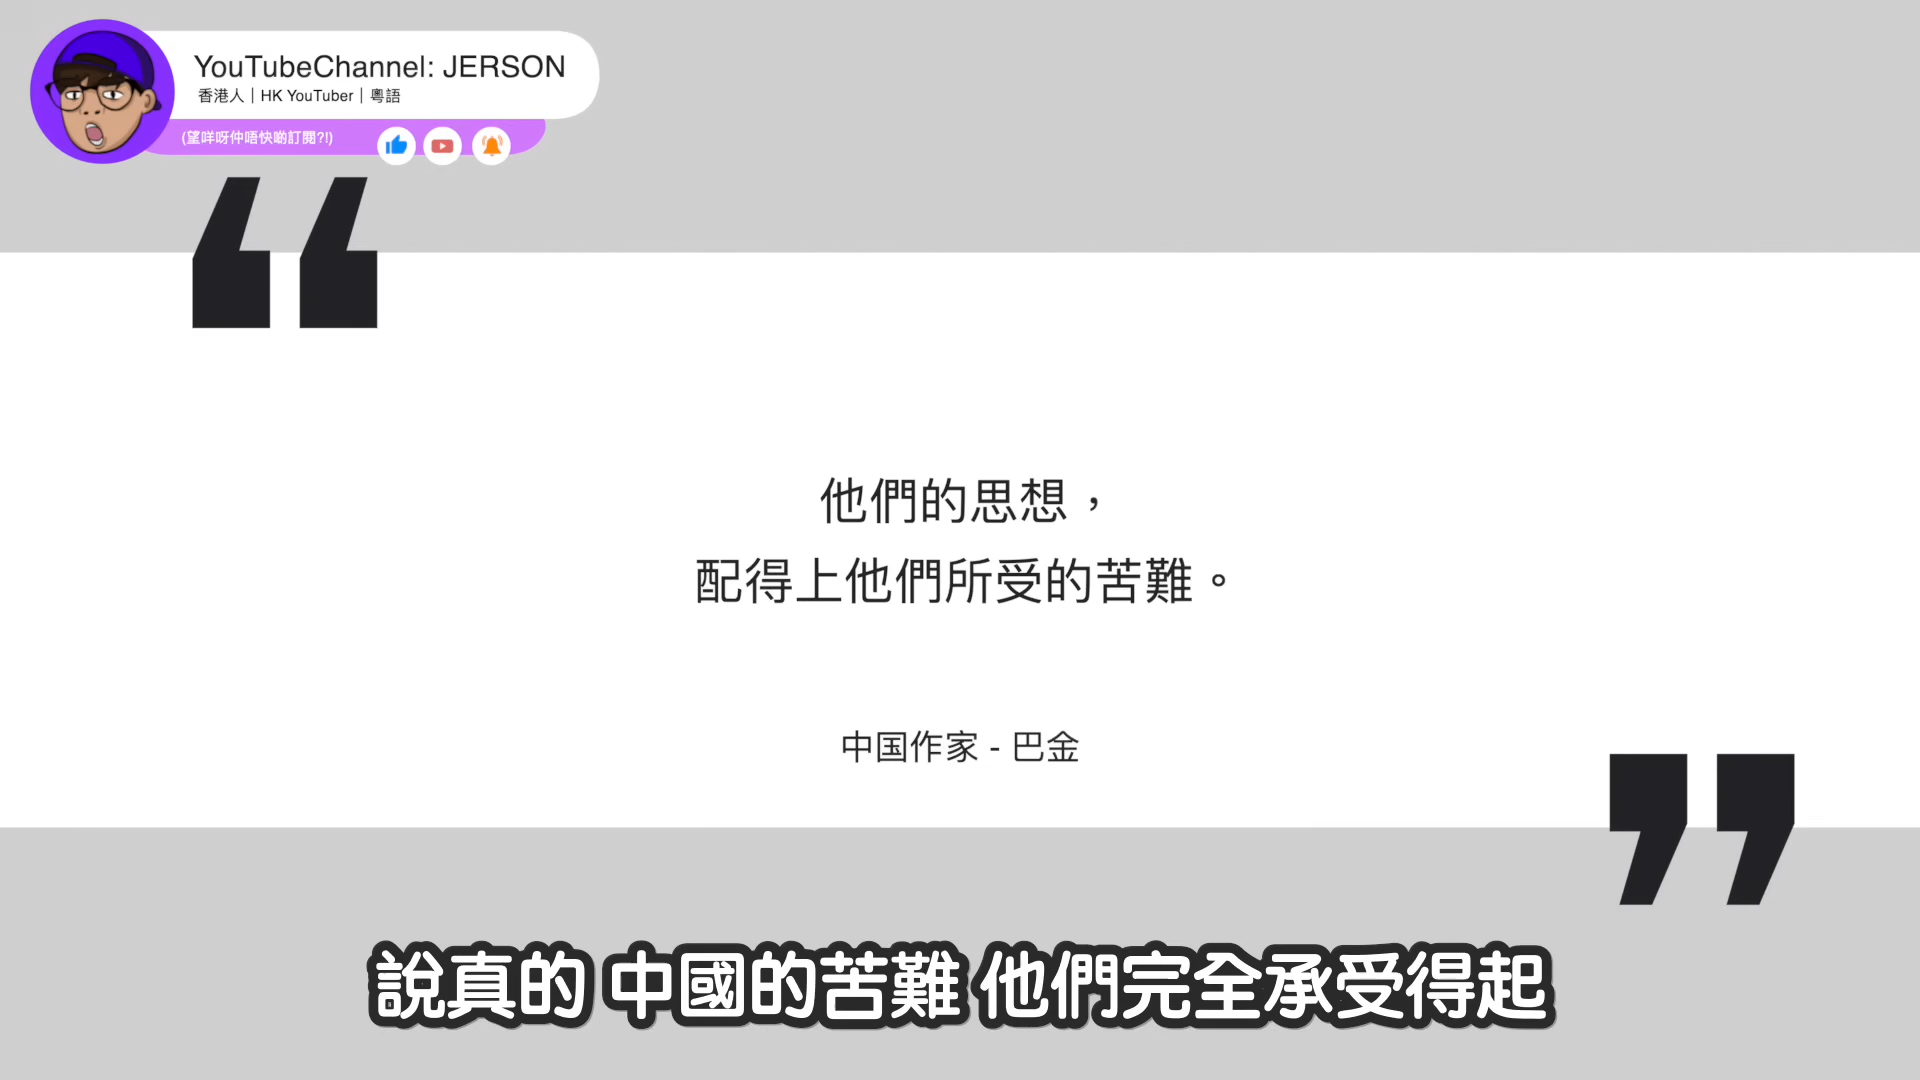 YouTubeChannel: JERSON
香港人｜HK YouTuber｜粵語
(望咩呀仲唔快啲訂閱?!)
他們的思想，
配得上他們所受的苦難。
中国作家 - 巴金
說真的 中國的苦難 他們完全承受得起